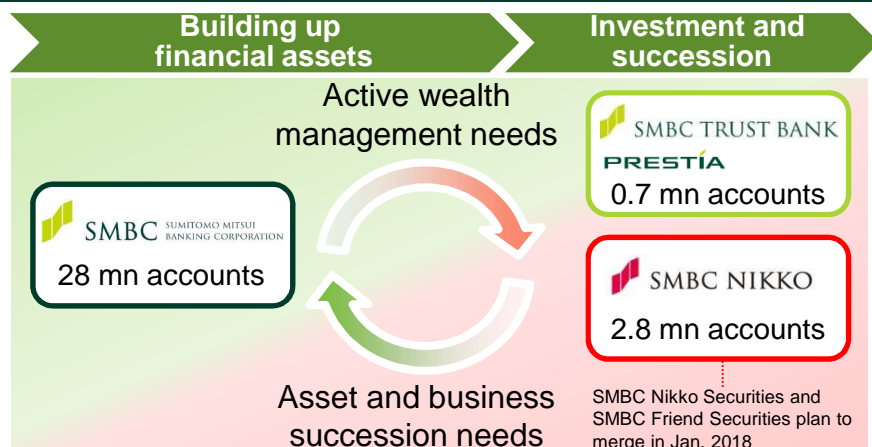 Building up
financial assets
Investment and
succession
Active wealth
management needs
SMBC TRUST BANK
PRESTÍA
0.7 mn accounts
SMBC SUMITOMO MITSUI
BANKING CORPORATION
28 mn accounts
SMBC NIKKO
2.8 mn accounts
Asset and business
succession needs
SMBC Nikko Securities and
SMBC Friend Securities plan to
merge in Jan. 2018